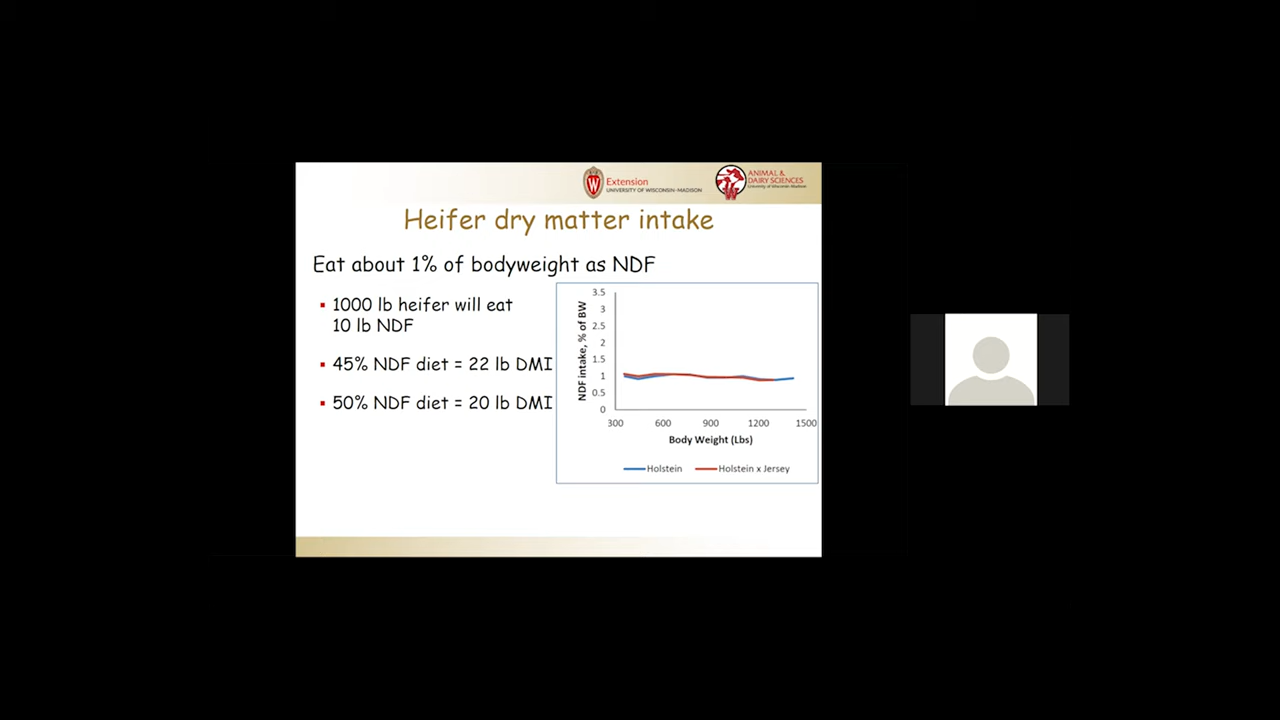 Extension
UNIVERSITY OF WISCONSIN-MADISON
ANIMAL &
DAIRY SCIENCES
University of Wisconsin-Madison
Heifer dry matter intake
Eat about 1% of bodyweight as NDF
▪ 1000 lb heifer will eat
10 lb NDF
▪ 45% NDF diet = 22 lb DMI
▪ 50% NDF diet = 20 lb DMI
NDF intake, % of BW
3.5
3
2.5
2
1.5
1
0.5
0
300 600 900 1200 1500
Body Weight (Lbs)
Holstein Holstein x Jersey